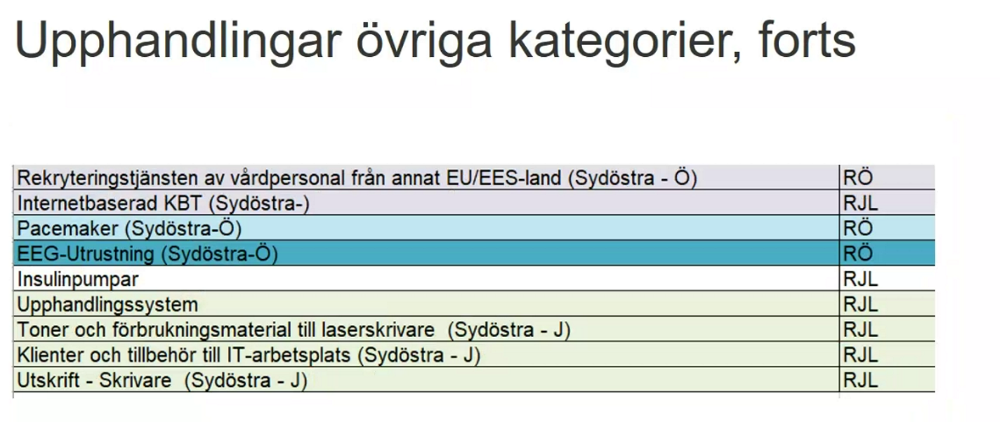 Upphandlingar övriga kategorier, forts
Rekryteringstjänsten av vårdpersonal från annat EU/EES-land (Sydöstra - Ö) RÖ
Internetbaserad KBT (Sydöstra-) RJL
Pacemaker (Sydöstra-Ö) RÖ
EEG-Utrustning (Sydöstra-Ö) RÖ
Insulinpumpar RJL
Upphandlingssystem RJL
Toner och förbrukningsmaterial till laserskrivare (Sydöstra - J) RJL
Klienter och tillbehör till IT-arbetsplats (Sydöstra - J) RJL
Utskrift - Skrivare (Sydöstra - J) RJL